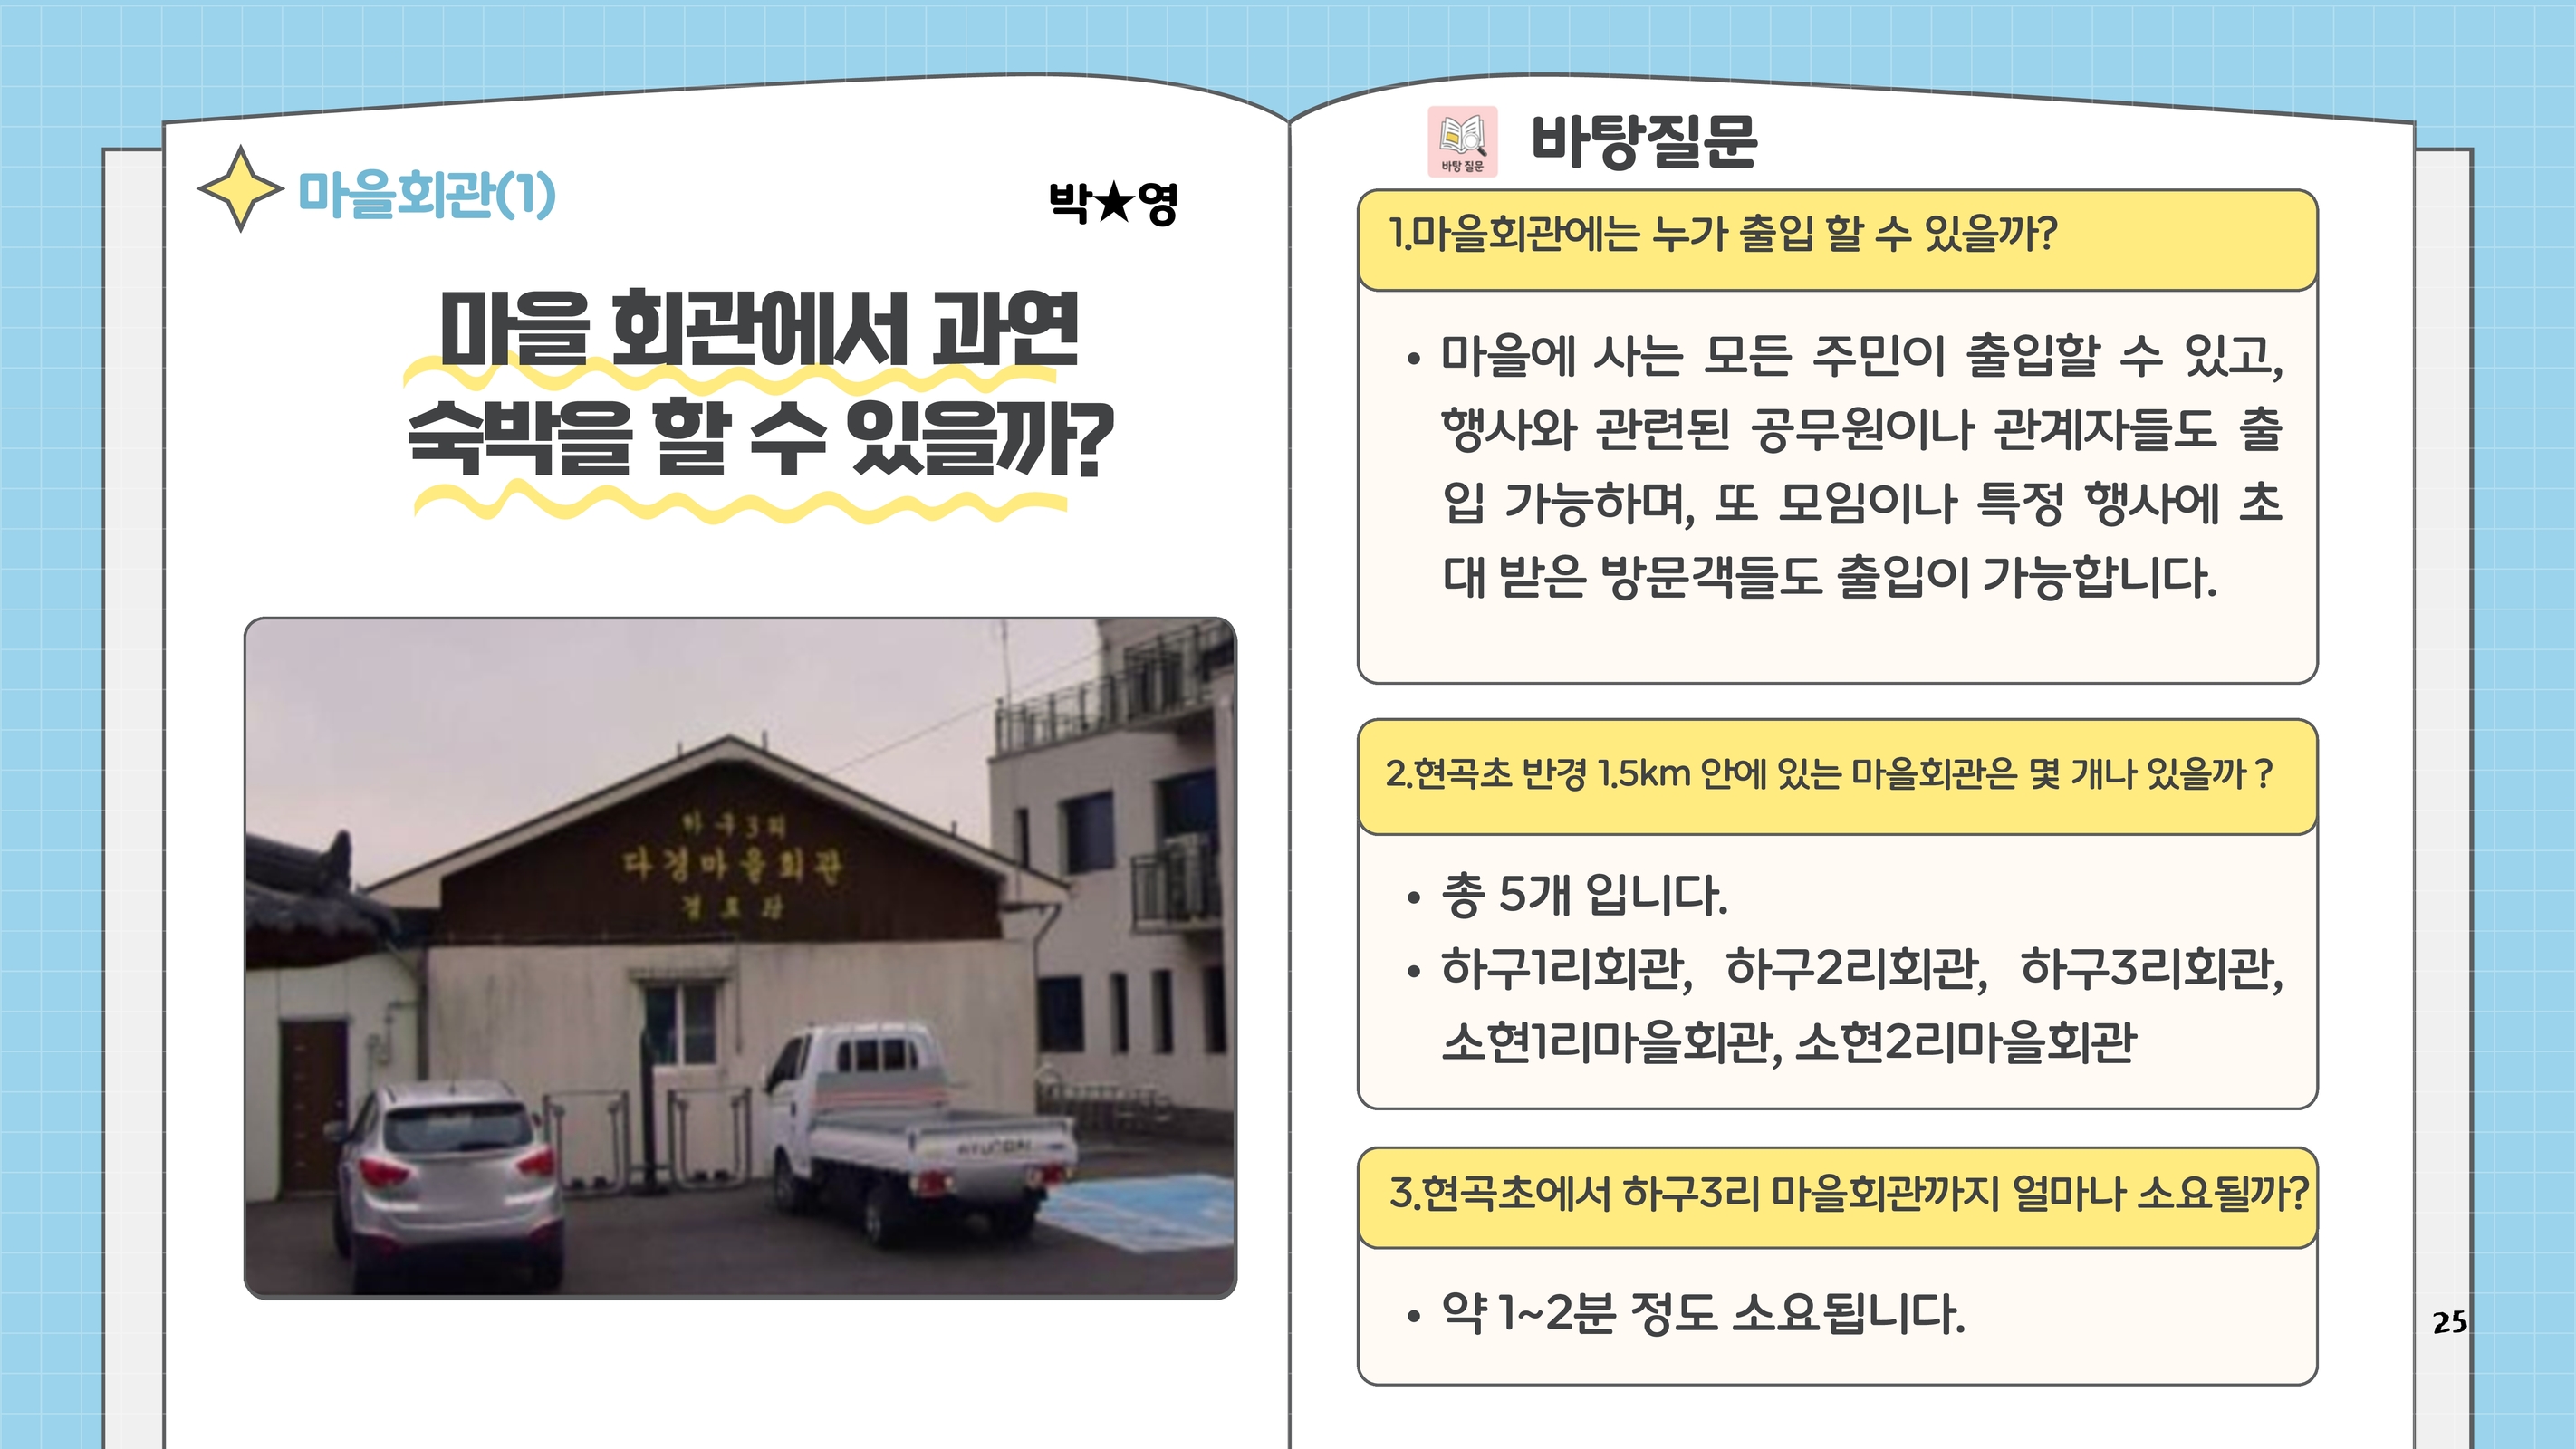 마을회관(1)
박★영
마을 회관에서 과연
숙박을 할 수 있을까?
하구3리
다경마을회관
경로당
HYUNDAI
바탕 질문
바탕질문
1.마을회관에는 누가 출입 할 수 있을까?
• 마을에 사는 모든 주민이 출입할 수 있고,
행사와 관련된 공무원이나 관계자들도 출
입 가능하며, 또 모임이나 특정 행사에 초
대 받은 방문객들도 출입이 가능합니다.
2.현곡초 반경 1.5km 안에 있는 마을회관은 몇 개나 있을까 ?
• 총 5개 입니다.
• 하구1리회관, 하구2리회관, 하구3리회관,
소현1리마을회관, 소현2리마을회관
3.현곡초에서 하구3리 마을회관까지 얼마나 소요될까?
• 약 1~2분 정도 소요됩니다.
25